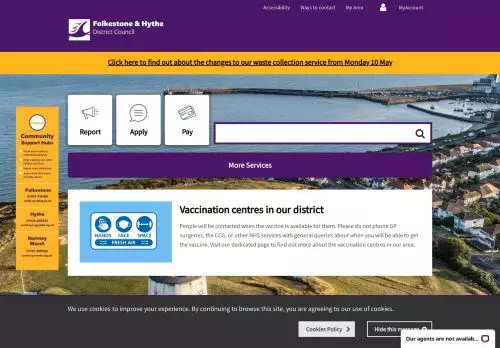 Accessibility Ways to contact My Area MyAccount
Folkestone & Hythe
District Council
Click here to find out about the changes to our waste collection service from Monday 10 May
Community
Support Hubs
Folkestone
Hythe
Romney
Marsh
Report
Apply
Pay
More Services
HANDS FACE SPACE
FRESH AIR
Vaccination centres in our district
People will be contacted when the vaccine is available for them. Please do not phone GP
surgeries, the CCG, or other NHS services with general queries about when you will be able to get
the vaccine. Visit our dedicated page to find out more about the vaccination centres in our area.
We use cookies to improve your experience. By continuing to browse this site, you are agreeing to our use of cookies.
Cookies Policy
Hide this message
Our agents are not availab...